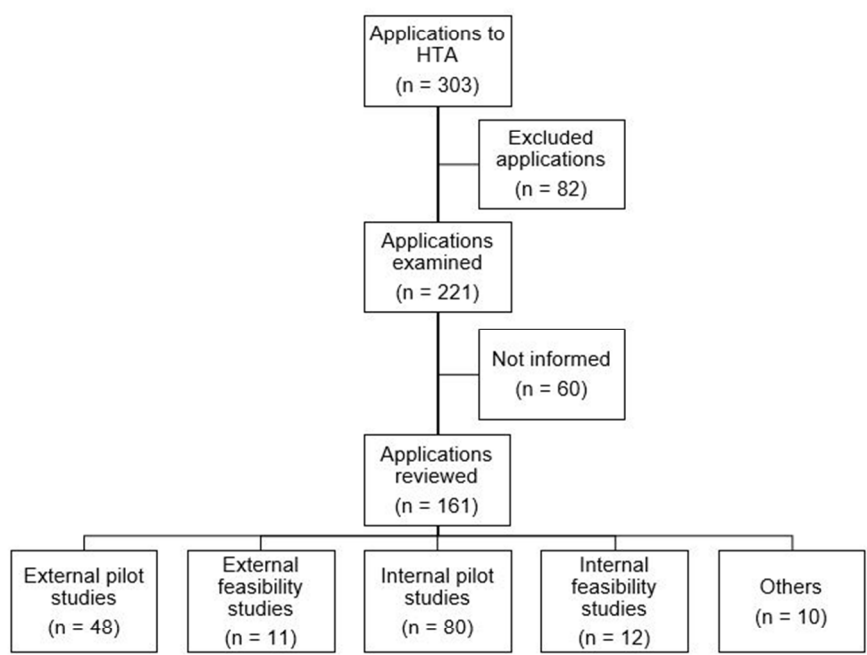 Applications to
HTA
(n = 303)
Excluded
applications
(n = 82)
Applications
examined
(n = 221)
Not informed
(n = 60)
Applications
reviewed
(n = 161)
External pilot
studies
(n = 48)
External
feasibility
studies
(n = 11)
Internal pilot
studies
(n = 80)
Internal
feasibility
studies
(n = 12)
Others
(n = 10)